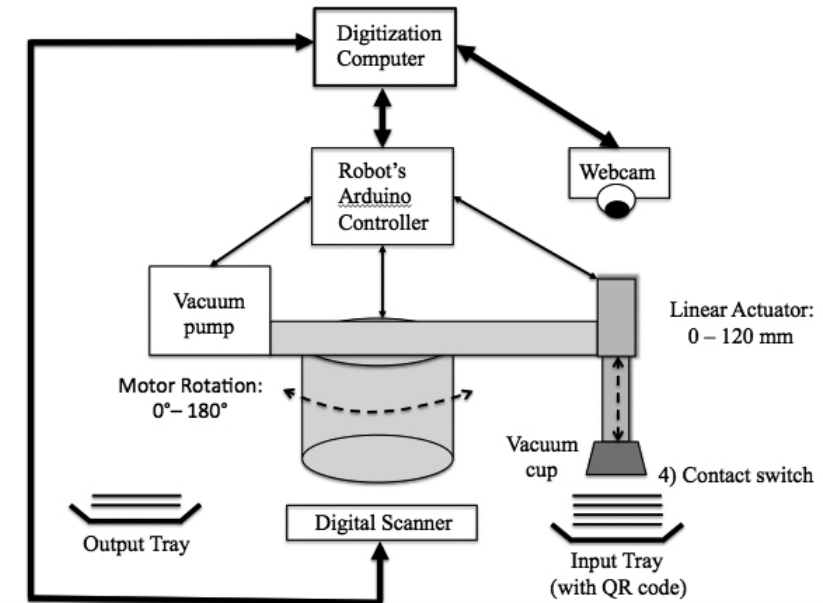 Digitization
Computer
Robot's
Arduino
Controller
Webcam
Vacuum
pump
Linear Actuator:
0 – 120 mm
Motor Rotation:
0°– 180°
Vacuum
cup
4) Contact switch
Digital Scanner
Output Tray
Input Tray
(with QR code)